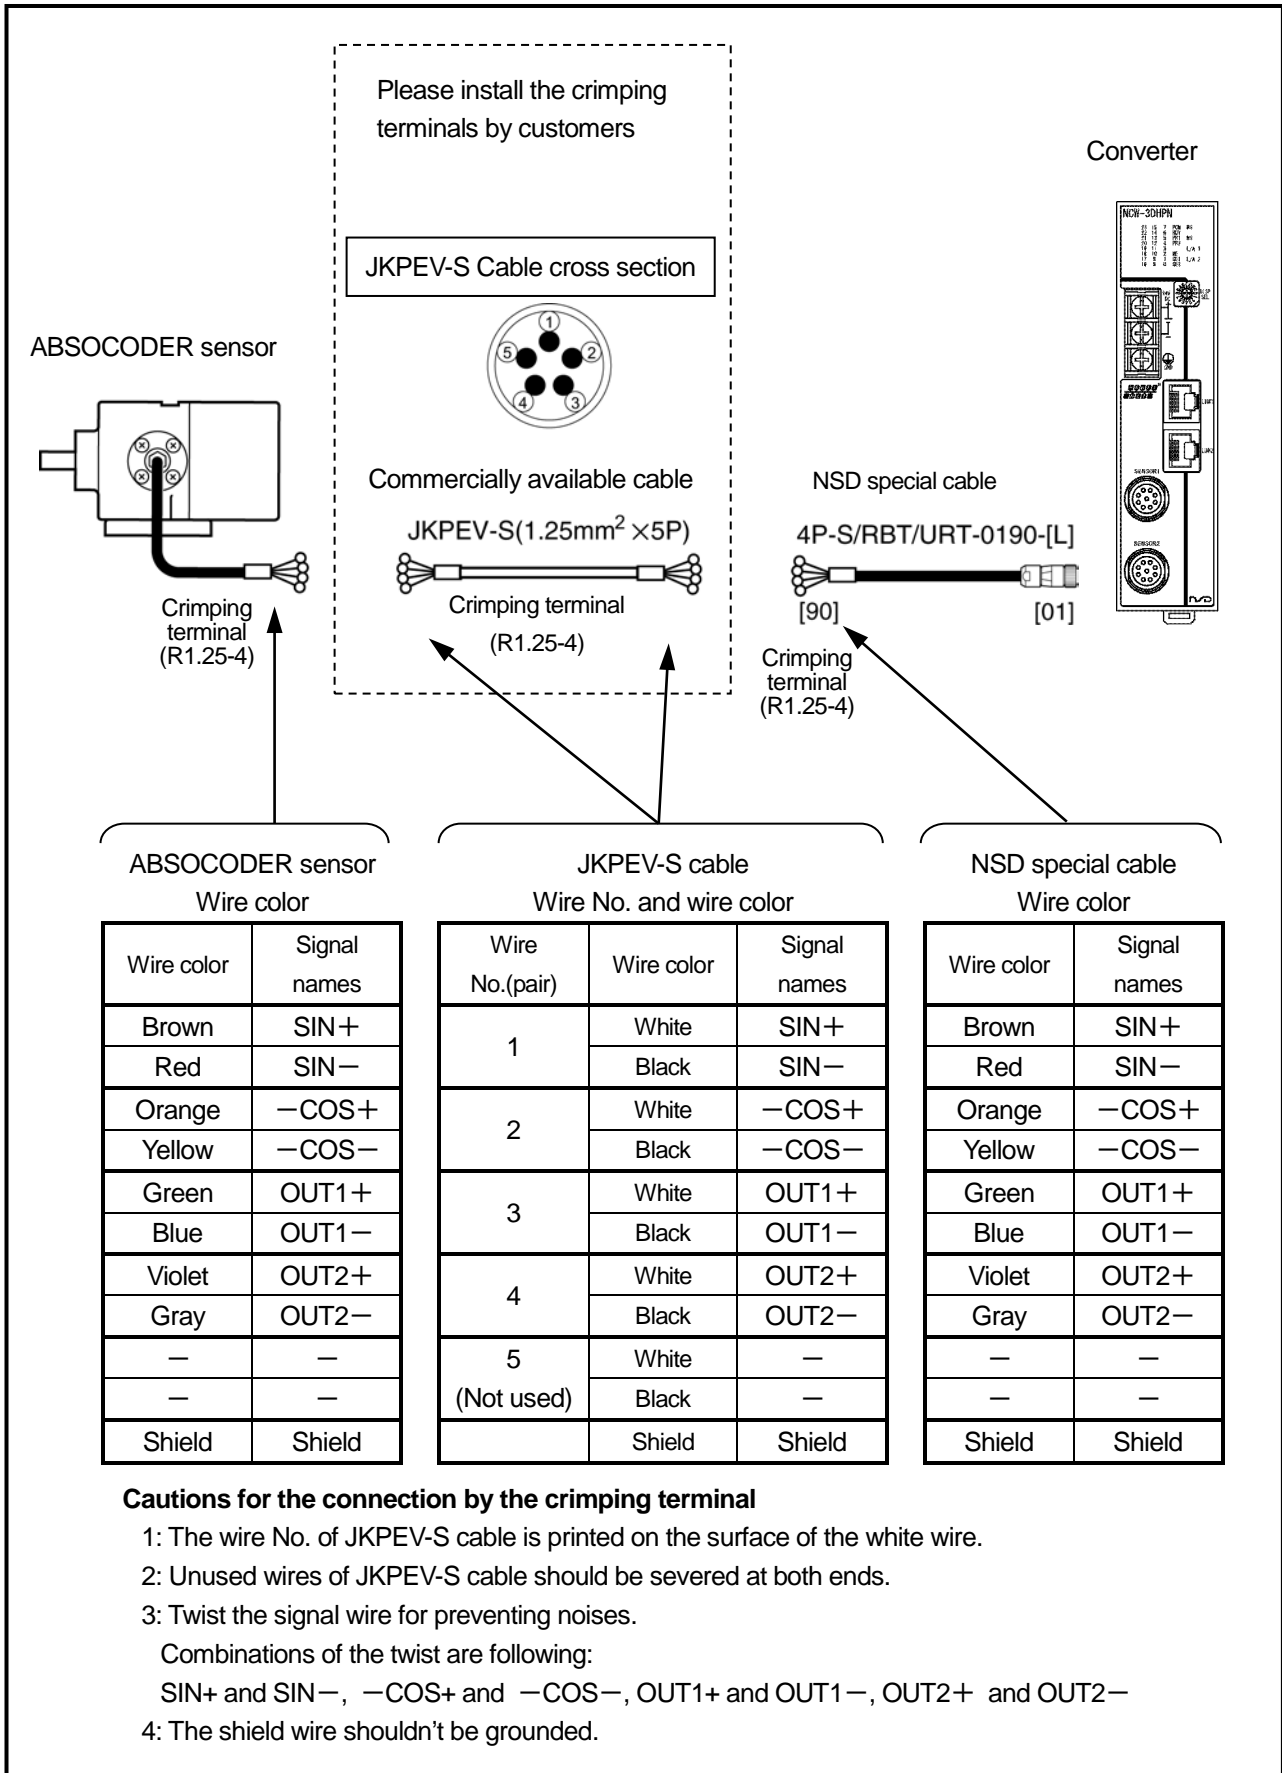 Please install the crimping
terminals by customers
Converter
NCW-3DHPN
JKPEV-S Cable cross section
1
5
2
4
3
ABSOCODER sensor
SENSOR1
SENSOR2
Commercially available cable
JKPEV-S(1.25mm² ×5P)
NSD special cable
4P-S/RBT/URT-0190-[L]
[90]
[01]
Crimping
terminal
(R1.25-4)
Crimping terminal
(R1.25-4)
Crimping
terminal
(R1.25-4)
ABSOCODER sensor
Wire color
Wire color Signal names
Brown SIN＋
Red SIN－
Orange －COS＋
Yellow －COS－
Green OUT1＋
Blue OUT1－
Violet OUT2＋
Gray OUT2－
－ －
－ －
Shield Shield
JKPEV-S cable
Wire No. and wire color
Wire No.(pair) Wire color Signal names
1 White SIN＋
Black SIN－
2 White －COS＋
Black －COS－
3 White OUT1＋
Black OUT1－
4 White OUT2＋
Black OUT2－
5 (Not used) White －
Black －
Shield Shield
NSD special cable
Wire color
Wire color Signal names
Brown SIN＋
Red SIN－
Orange －COS＋
Yellow －COS－
Green OUT1＋
Blue OUT1－
Violet OUT2＋
Gray OUT2－
－ －
－ －
Shield Shield
Cautions for the connection by the crimping terminal
1: The wire No. of JKPEV-S cable is printed on the surface of the white wire.
2: Unused wires of JKPEV-S cable should be severed at both ends.
3: Twist the signal wire for preventing noises.
Combinations of the twist are following:
SIN+ and SIN－, －COS+ and －COS－, OUT1+ and OUT1－, OUT2＋ and OUT2－
4: The shield wire shouldn't be grounded.